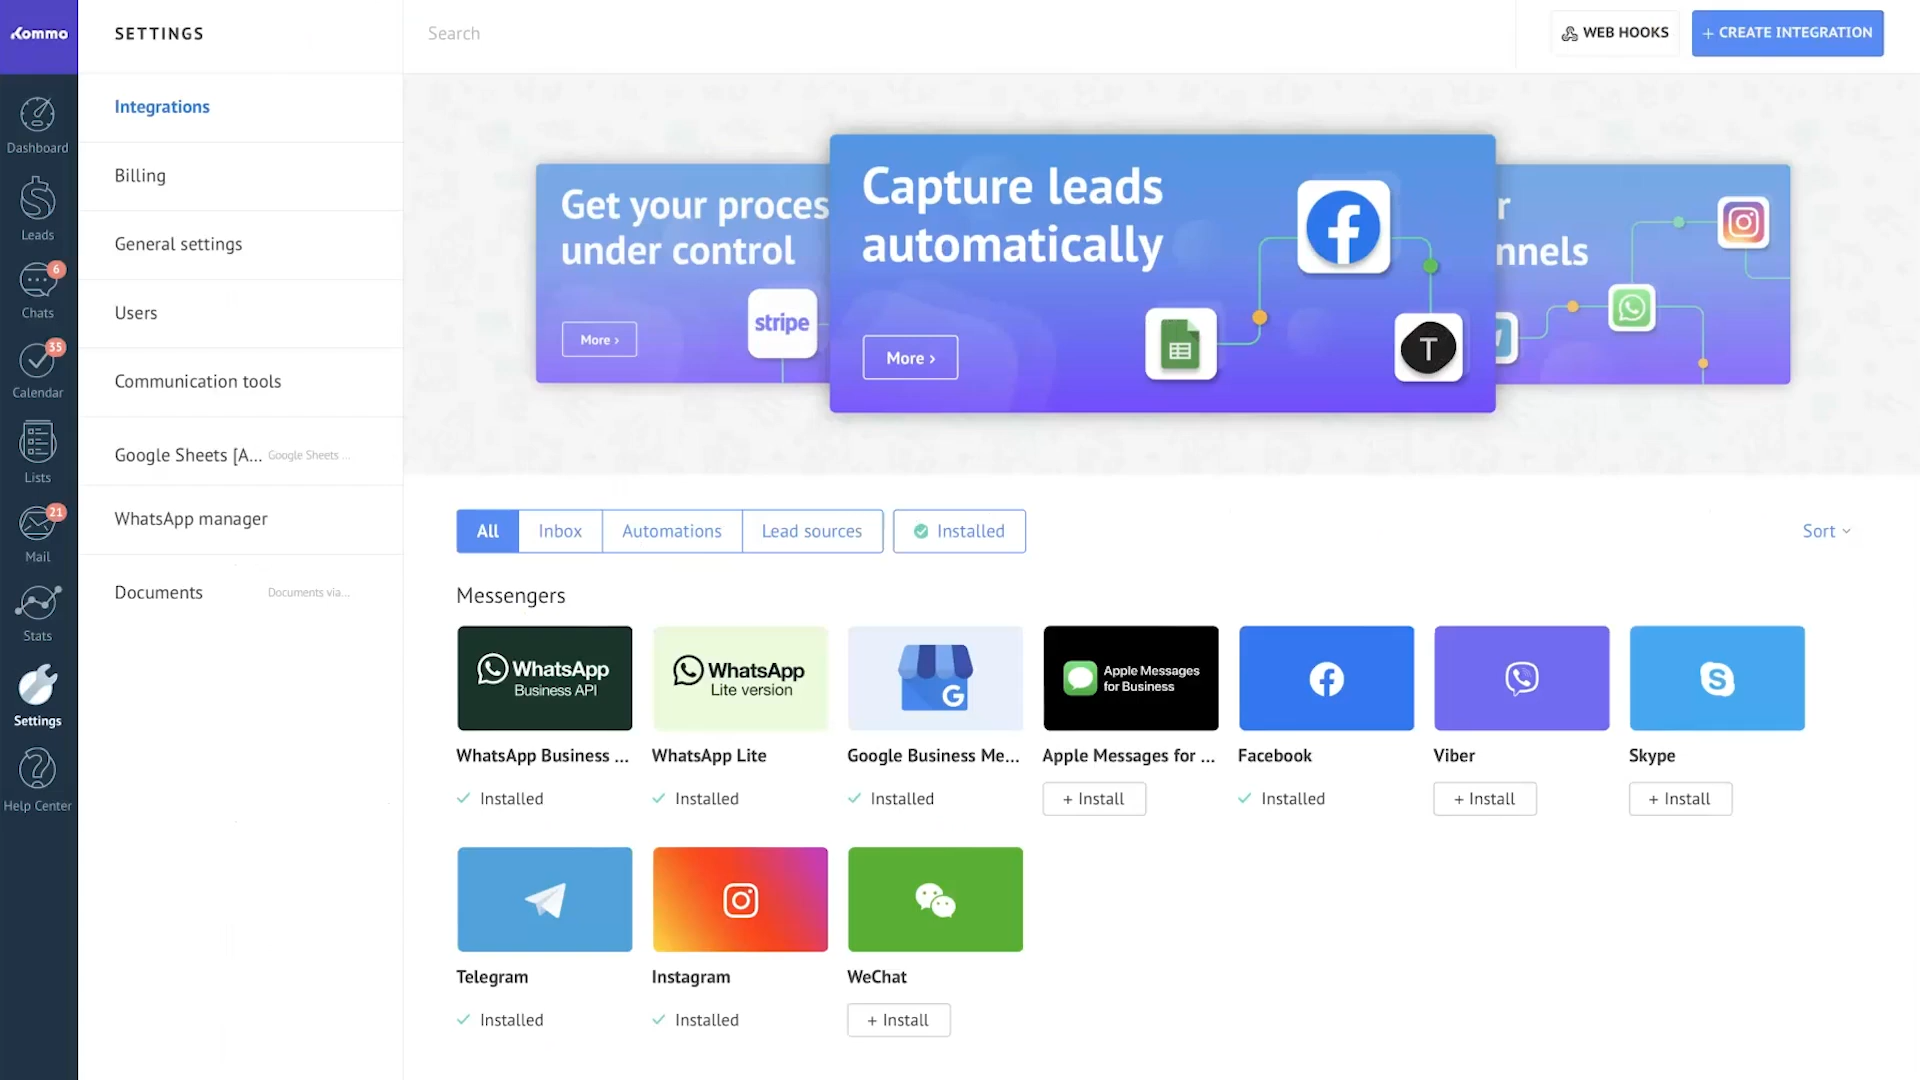 Kommo
SETTINGS
Search
WEB HOOKS
+ CREATE INTEGRATION
Dashboard
Leads
6
Chats
35
Calendar
Lists
21
Mail
Stats
Settings
Help Center
Integrations
Billing
General settings
Users
Communication tools
Google Sheets [A... Google Sheets ...
WhatsApp manager
Documents Documents via...
Get your proces
under control
More ›
stripe
Capture leads
automatically
More ›
T
r
nnels
All
Inbox
Automations
Lead sources
Installed
Sort
Messengers
WhatsApp
Business API
WhatsApp
Lite version
G
Apple Messages
for Business
S
WhatsApp Business ...
WhatsApp Lite
Google Business Me...
Apple Messages for ...
Facebook
Viber
Skype
Installed
Installed
Installed
+ Install
Installed
+ Install
+ Install
Telegram
Instagram
WeChat
Installed
Installed
+ Install